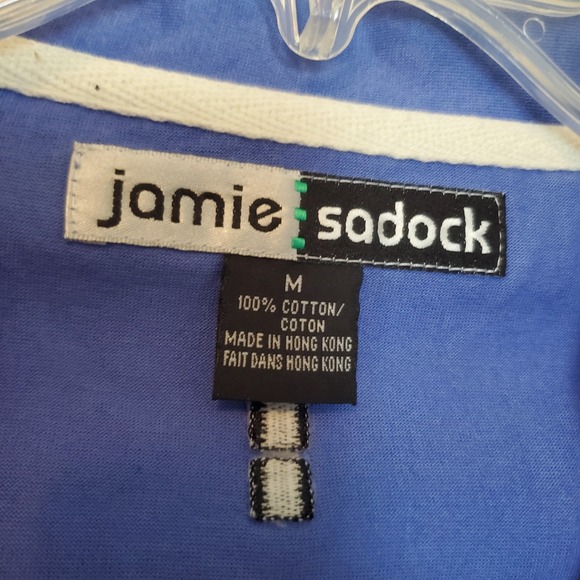 jamie sadock
M
100% COTTON/
COTON
MADE IN HONG KONG
FAIT DANS HONG KONG